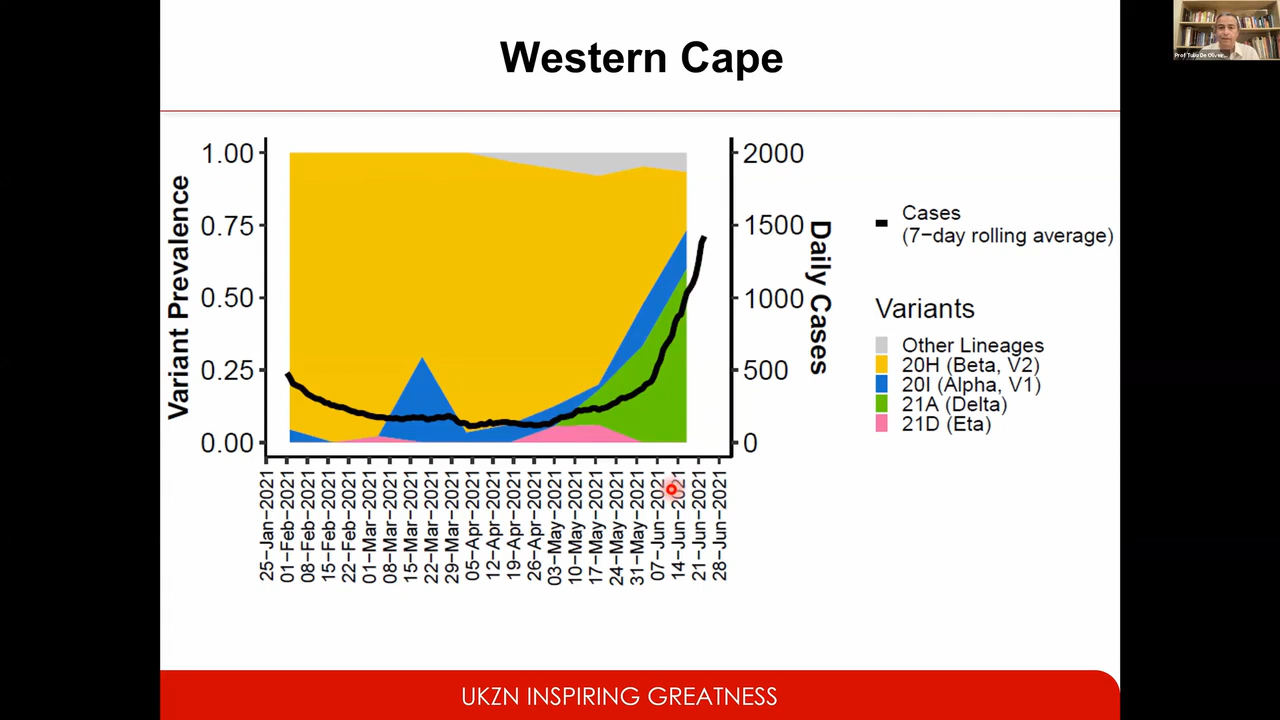 Western Cape
Prof Tulio De Oliveir...
1.00
0.75
0.50
0.25
0.00
Variant Prevalence
2000
1500
1000
500
0
Daily Cases
25-Jan-2021
01-Feb-2021
08-Feb-2021
15-Feb-2021
22-Feb-2021
01-Mar-2021
08-Mar-2021
15-Mar-2021
22-Mar-2021
29-Mar-2021
05-Apr-2021
12-Apr-2021
19-Apr-2021
26-Apr-2021
03-May-2021
10-May-2021
17-May-2021
24-May-2021
31-May-2021
07-Jun-2021
14-Jun-2021
21-Jun-2021
28-Jun-2021
Cases
(7-day rolling average)
Variants
Other Lineages
20H (Beta, V2)
20I (Alpha, V1)
21A (Delta)
21D (Eta)
UKZN INSPIRING GREATNESS